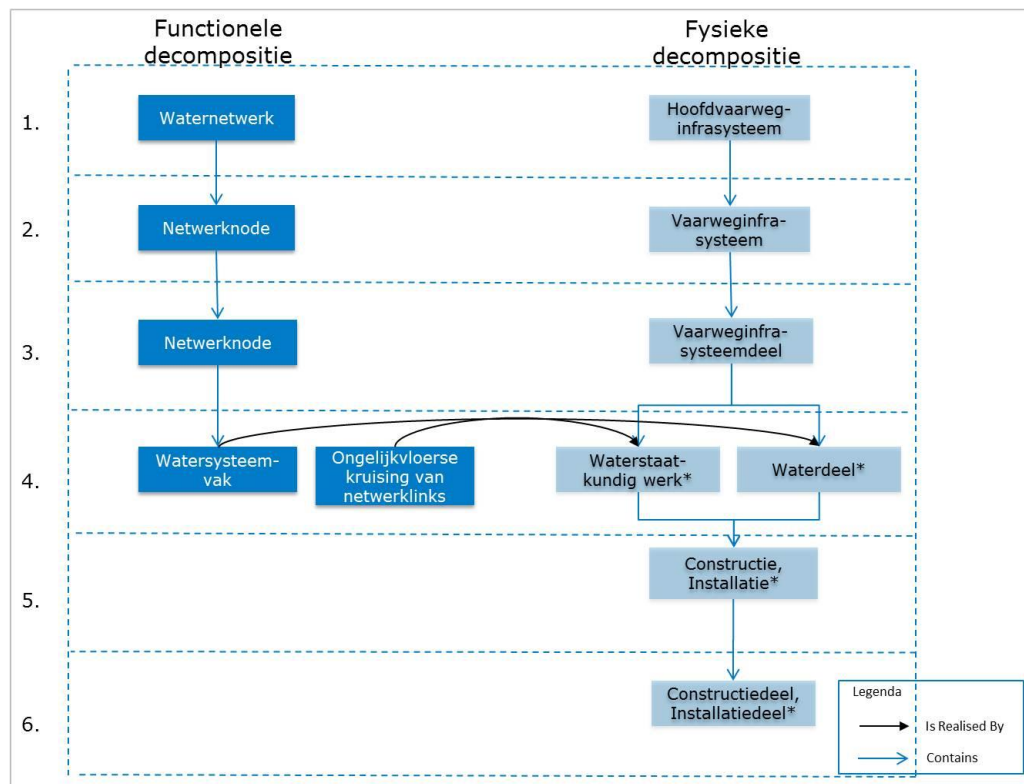 Functionele
decompositie
Fysieke
decompositie
1.
Waternetwerk
Hoofdvaarweg-
infrasysteem
2.
Netwerknode
Vaarweginfra-
systeem
3.
Netwerknode
Vaarweginfra-
systeemdeel
4.
Watersysteem-
vak
Ongelijkvloerse
kruising van
netwerklinks
Waterstaat-
kundig werk*
Waterdeel*
5.
Constructie,
Installatie*
6.
Constructiedeel,
Installatiedeel*
Legenda
Is Realised By
Contains